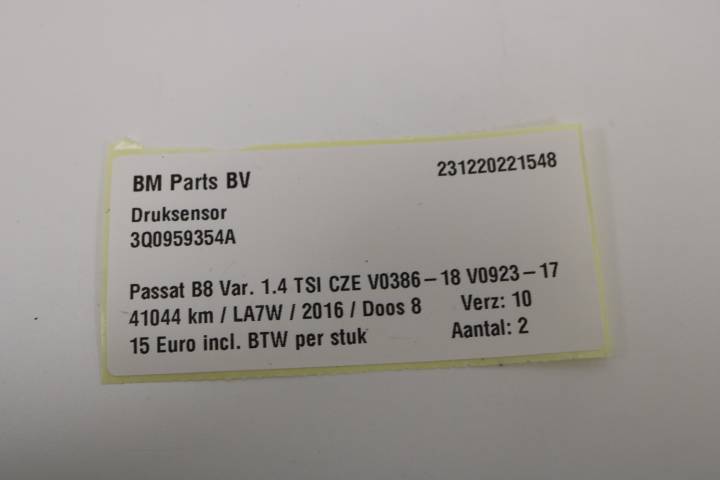 BM Parts BV 231220221548
Druksensor
3Q0959354A
Passat B8 Var. 1.4 TSI CZE V0386-18 V0923-17
41044 km / LA7W / 2016 / Doos 8 Verz: 10
15 Euro incl. BTW per stuk Aantal: 2